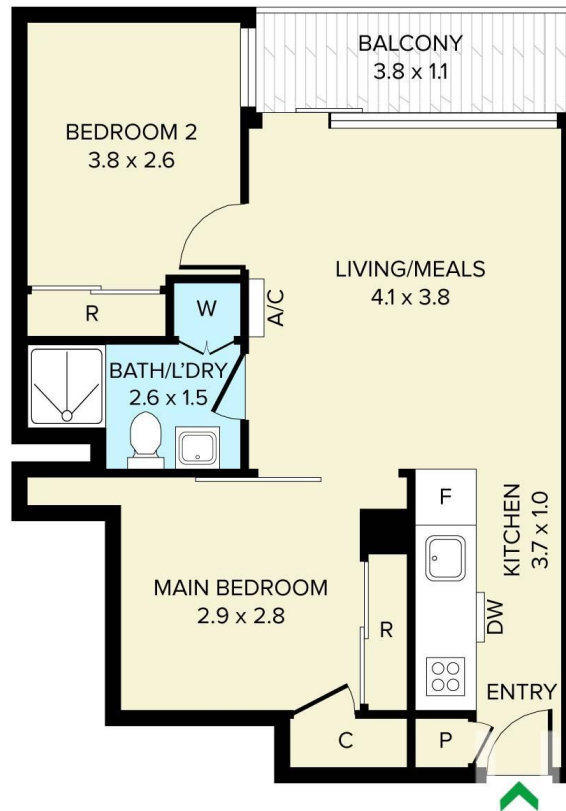 BALCONY
3.8 x 1.1
BEDROOM 2
3.8 x 2.6
LIVING/MEALS
4.1 x 3.8
A/C
R
W
BATH/L'DRY
2.6 x 1.5
F
KITCHEN
3.7 x 1.0
MAIN BEDROOM
2.9 x 2.8
R
DW
ENTRY
C
P